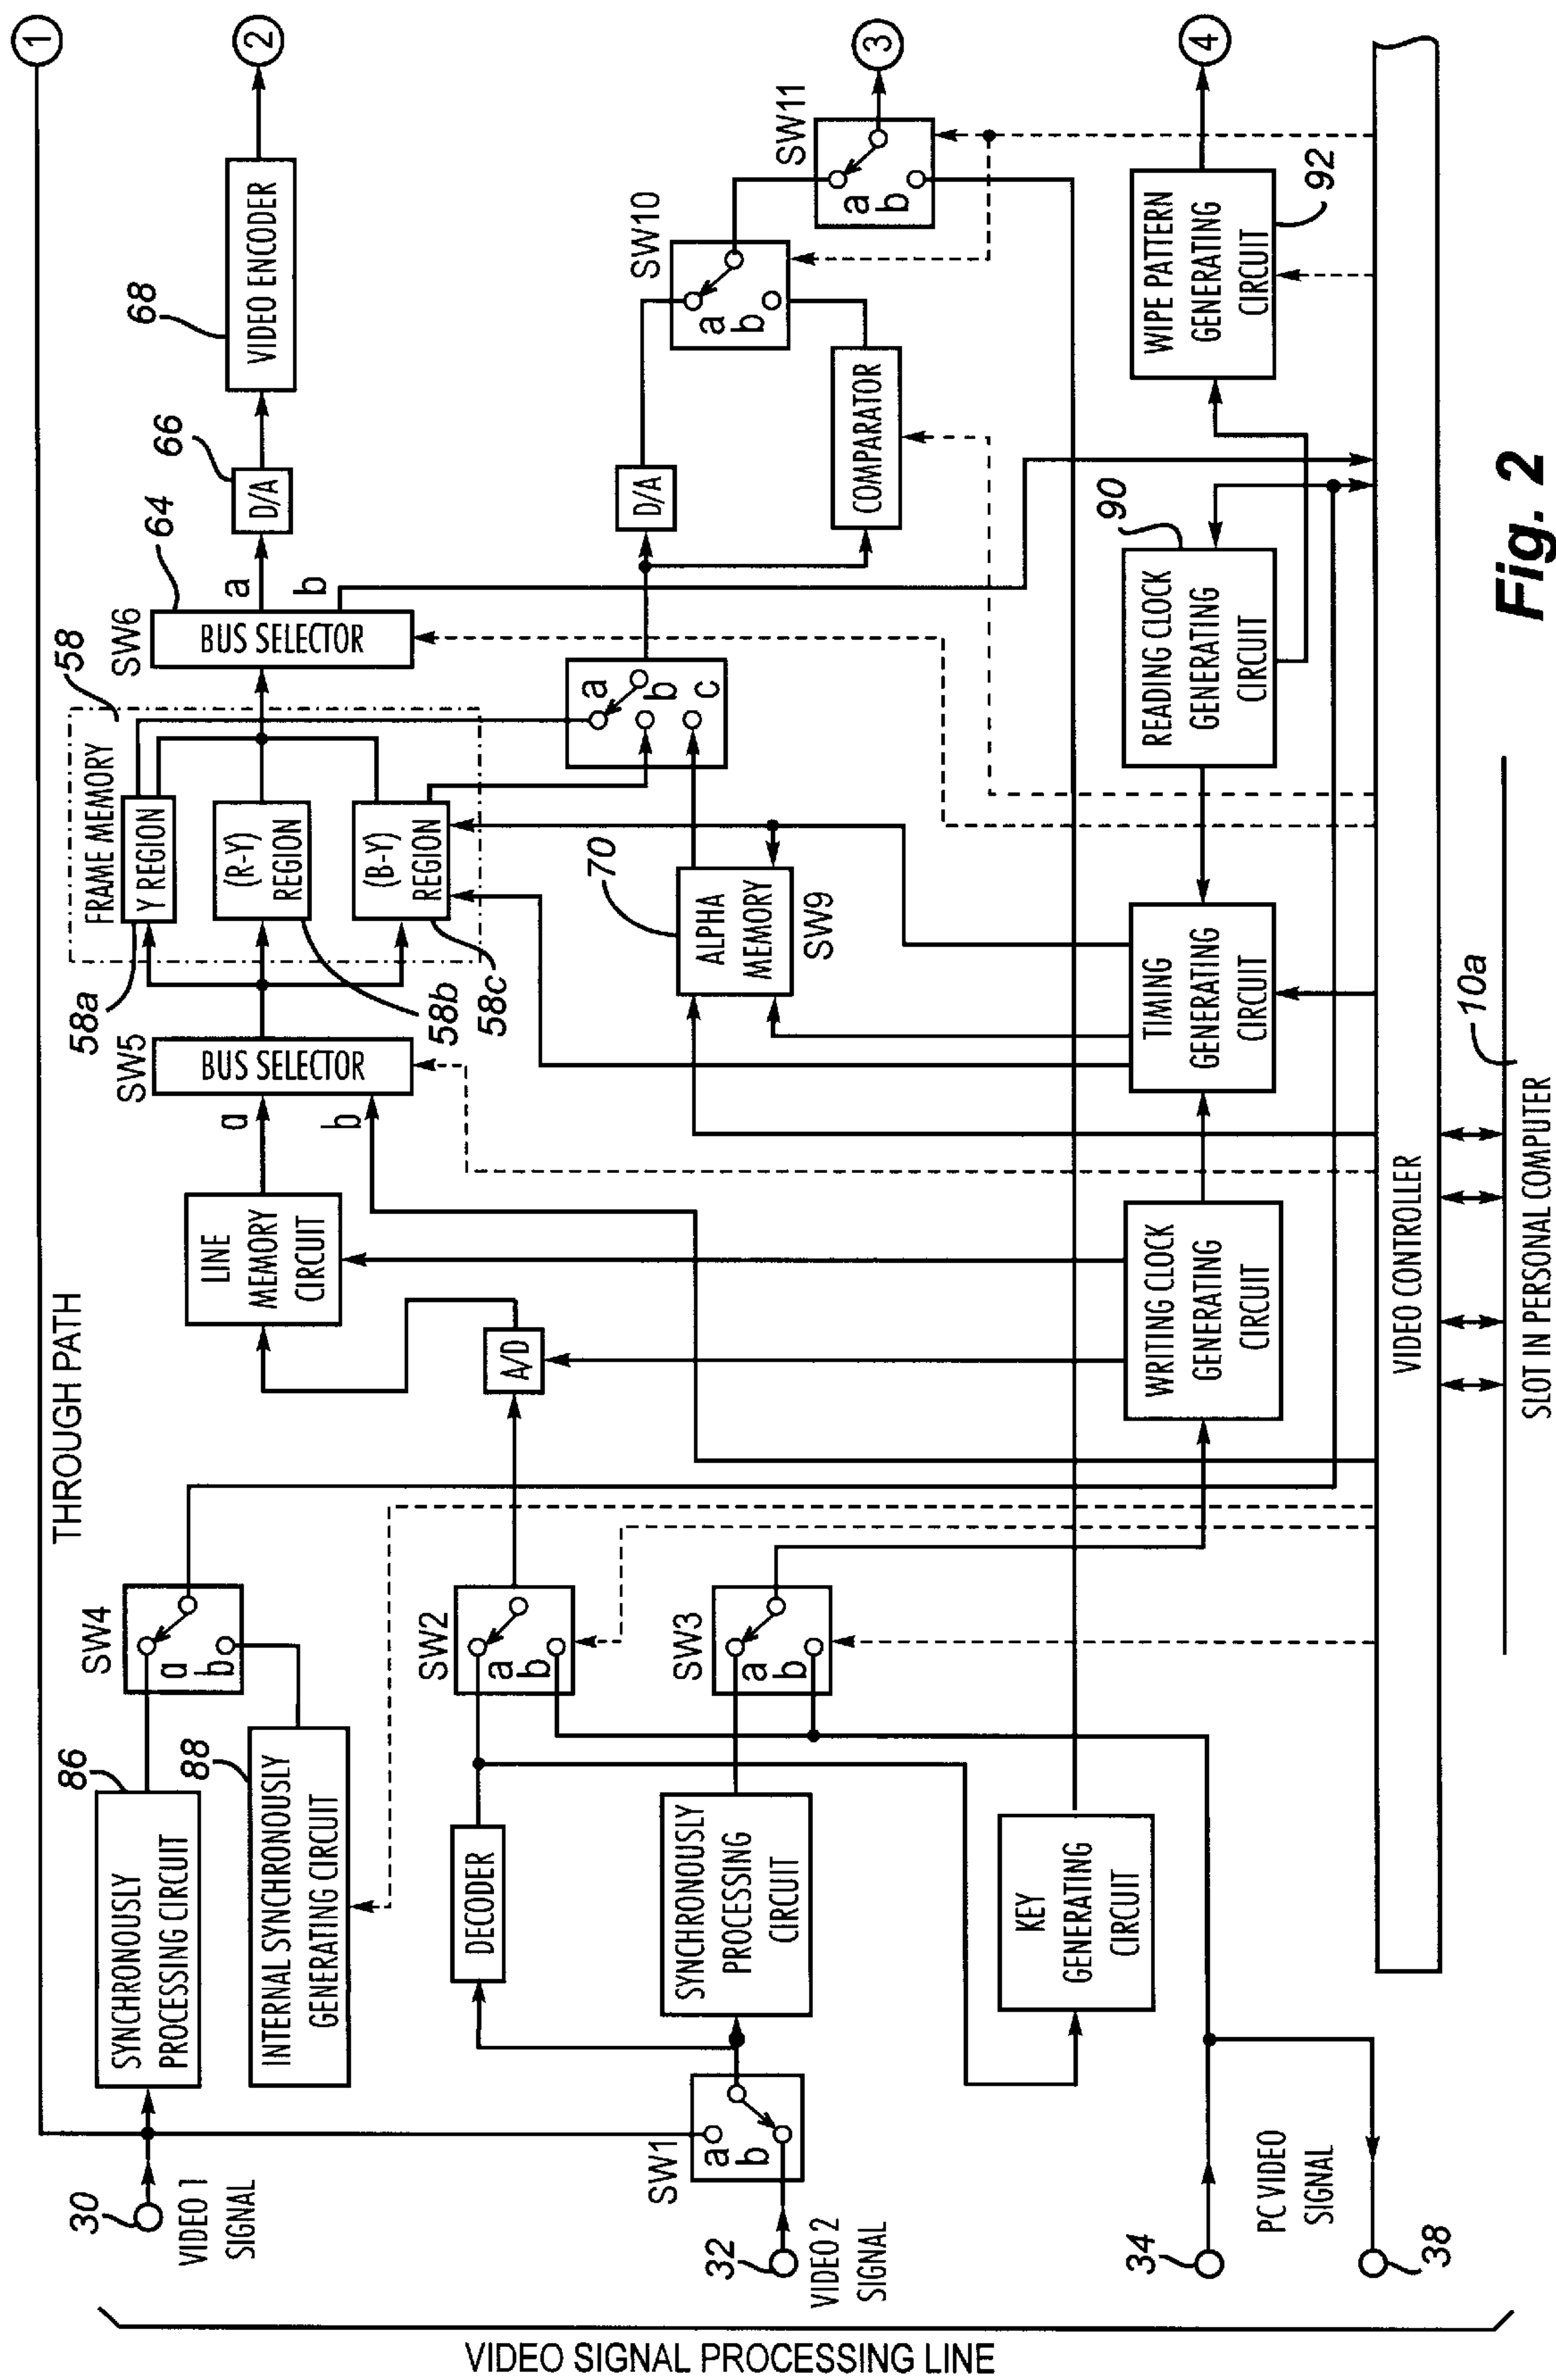 1
THROUGH PATH
2
3
4
30
VIDEO 1
SIGNAL
86
SYNCHRONOUSLY
PROCESSING CIRCUIT
88
INTERNAL SYNCHRONOUSLY
GENERATING CIRCUIT
SW4
a
b
LINE
MEMORY
CIRCUIT
SW5
a
b
BUS SELECTOR
58
FRAME MEMORY
58a
Y REGION
(R-Y)
REGION
58b
(B-Y)
REGION
58c
SW6
64
BUS SELECTOR
a
b
66
D/A
68
VIDEO ENCODER
DECODER
SW2
a
b
A/D
a
b
c
D/A
COMPARATOR
SW10
a
b
SW11
a
b
SW1
a
b
32
VIDEO 2
SIGNAL
SYNCHRONOUSLY
PROCESSING
CIRCUIT
SW3
a
b
70
ALPHA
MEMORY
SW9
KEY
GENERATING
CIRCUIT
WRITING CLOCK
GENERATING
CIRCUIT
TIMING
GENERATING
CIRCUIT
90
READING CLOCK
GENERATING
CIRCUIT
WIPE PATTERN
GENERATING
CIRCUIT
92
34
PC VIDEO
SIGNAL
38
VIDEO CONTROLLER
10a
SLOT IN PERSONAL COMPUTER
VIDEO SIGNAL PROCESSING LINE
Fig. 2